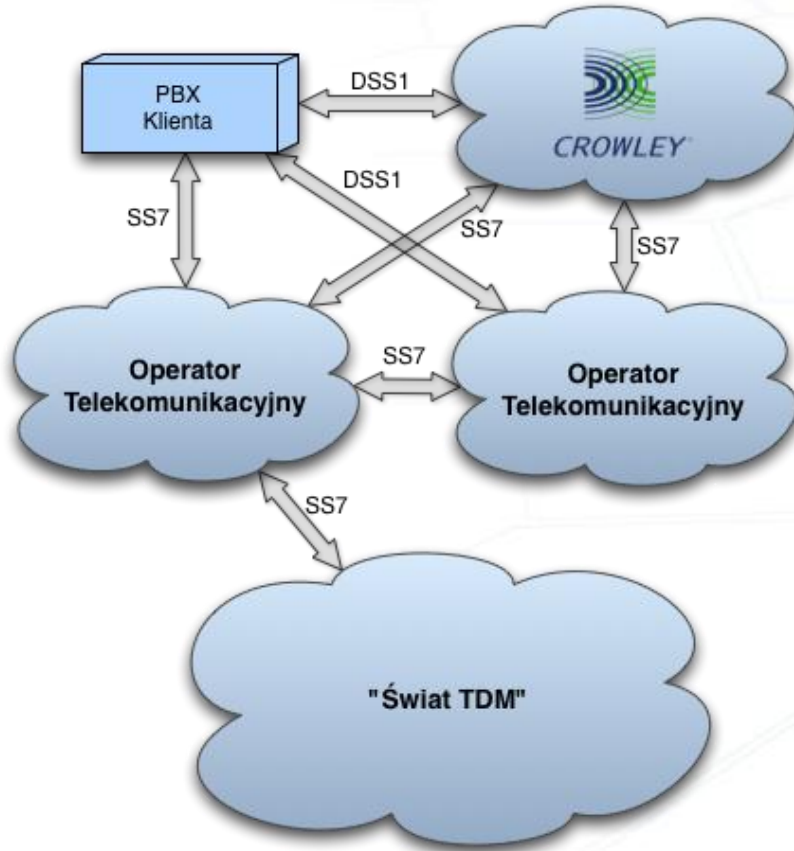 PBX
Klienta
DSS1
CROWLEY
DSS1
SS7
SS7
SS7
Operator
Telekomunikacyjny
SS7
Operator
Telekomunikacyjny
SS7
"Świat TDM"